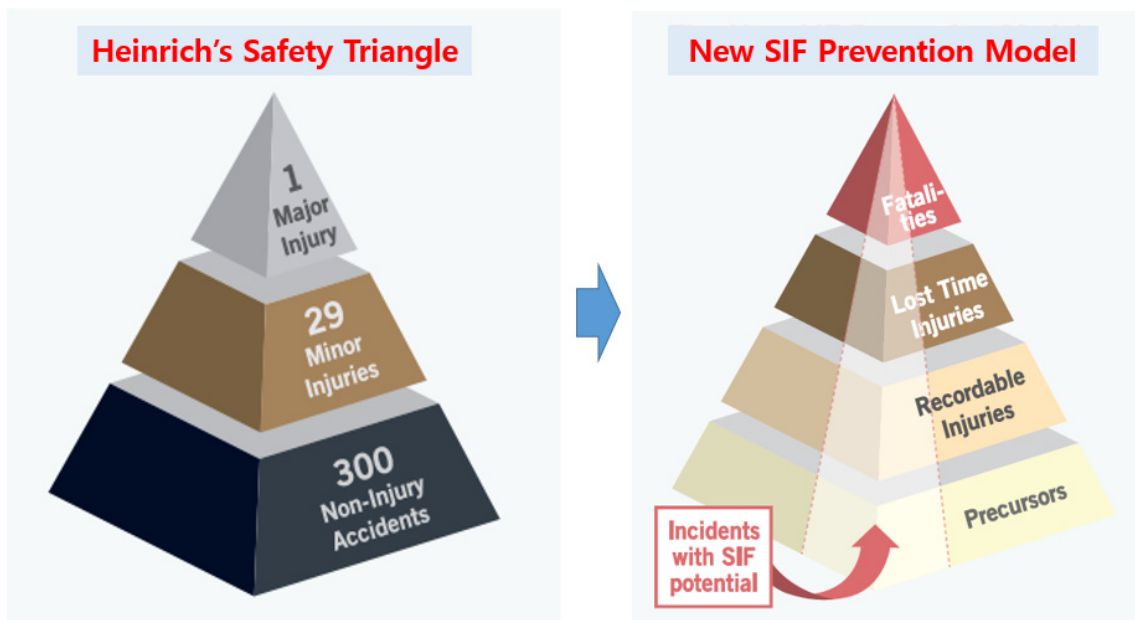 Heinrich's Safety Triangle
1
Major
Injury
29
Minor
Injuries
300
Non-Injury
Accidents
New SIF Prevention Model
Fatali-
ties
Lost Time
Injuries
Recordable
Injuries
Precursors
Incidents
with SIF
potential